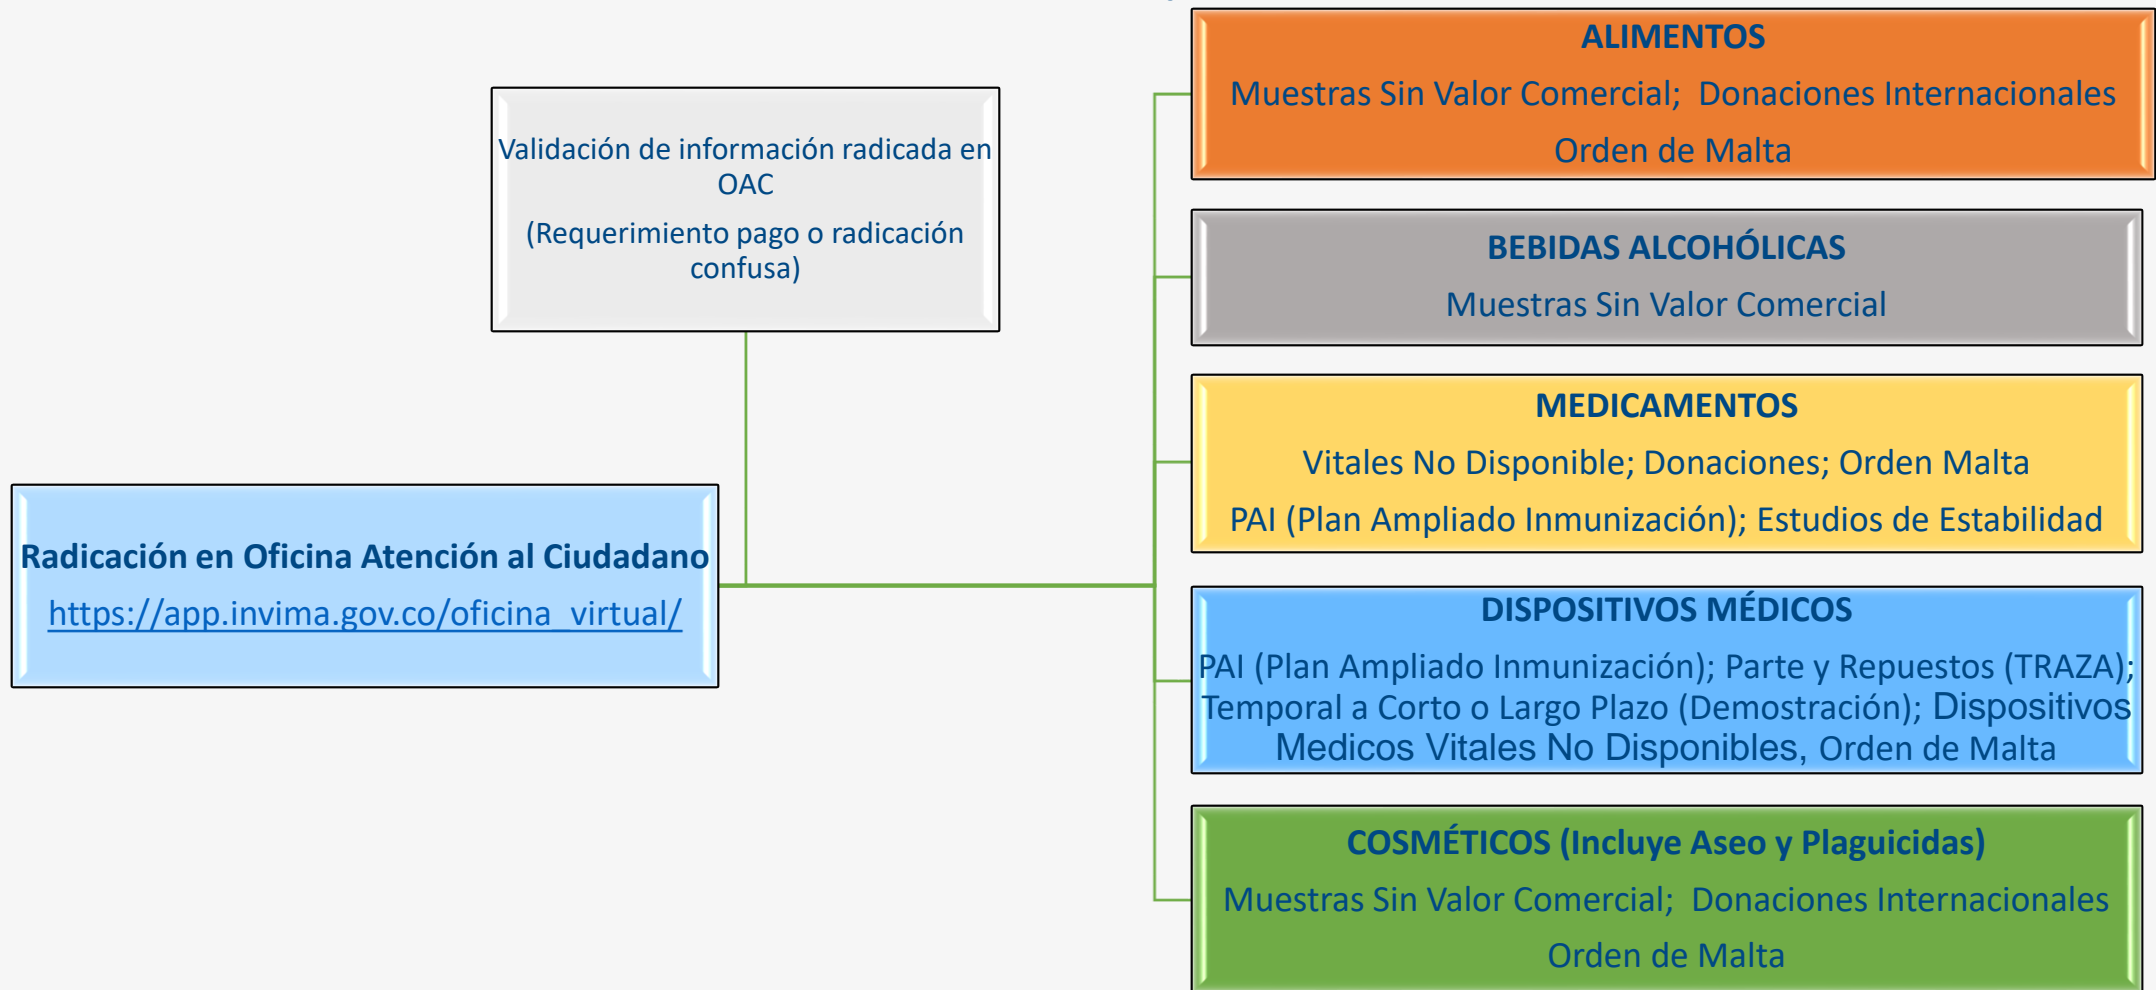 Validación de información radicada en
OAC
(Requerimiento pago o radicación
confusa)
Radicación en Oficina Atención al Ciudadano
https://app.invima.gov.co/oficina_virtual/
ALIMENTOS
Muestras Sin Valor Comercial;  Donaciones Internacionales
Orden de Malta
BEBIDAS ALCOHÓLICAS
Muestras Sin Valor Comercial
MEDICAMENTOS
Vitales No Disponible; Donaciones; Orden Malta
PAI (Plan Ampliado Inmunización); Estudios de Estabilidad
DISPOSITIVOS MÉDICOS
PAI (Plan Ampliado Inmunización); Parte y Repuestos (TRAZA);
Temporal a Corto o Largo Plazo (Demostración); Dispositivos
Medicos Vitales No Disponibles, Orden de Malta
COSMÉTICOS (Incluye Aseo y Plaguicidas)
Muestras Sin Valor Comercial;  Donaciones Internacionales
Orden de Malta